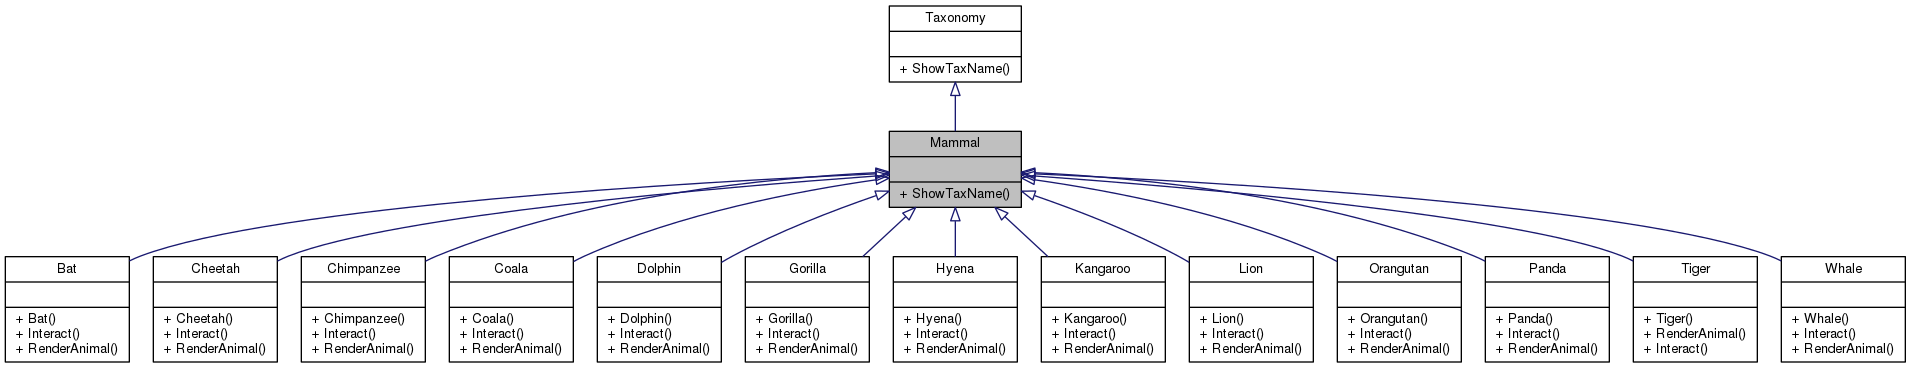 Taxonomy
+ ShowTaxName()
Mammal
+ ShowTaxName()
Bat
+ Bat()
+ Interact()
+ RenderAnimal()
Cheetah
+ Cheetah()
+ Interact()
+ RenderAnimal()
Chimpanzee
+ Chimpanzee()
+ Interact()
+ RenderAnimal()
Coala
+ Coala()
+ Interact()
+ RenderAnimal()
Dolphin
+ Dolphin()
+ Interact()
+ RenderAnimal()
Gorilla
+ Gorilla()
+ Interact()
+ RenderAnimal()
Hyena
+ Hyena()
+ Interact()
+ RenderAnimal()
Kangaroo
+ Kangaroo()
+ Interact()
+ RenderAnimal()
Lion
+ Lion()
+ Interact()
+ RenderAnimal()
Orangutan
+ Orangutan()
+ Interact()
+ RenderAnimal()
Panda
+ Panda()
+ Interact()
+ RenderAnimal()
Tiger
+ Tiger()
+ RenderAnimal()
+ Interact()
Whale
+ Whale()
+ Interact()
+ RenderAnimal()